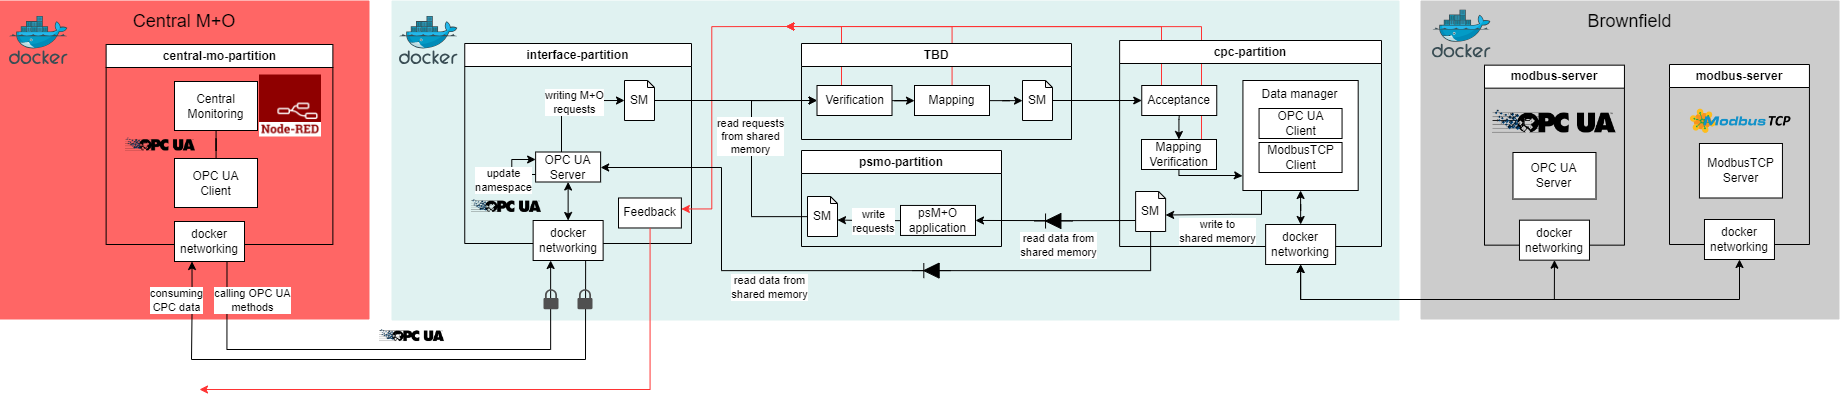 Central M+O
docker
central-mo-partition
Central
Monitoring
Node-RED
OPC UA
OPC UA
Client
docker
networking
consuming
CPC data
calling OPC UA
methods
OPC UA
docker
interface-partition
writing M+O
requests
SM
OPC UA
Server
update
namespace
OPC UA
Feedback
docker
networking
read requests
from shared
memory
TBD
Verification
Mapping
SM
psmo-partition
SM
write
requests
psM+O
application
read data from
shared memory
read data from
shared memory
cpc-partition
Acceptance
Mapping
Verification
Data manager
OPC UA
Client
ModbusTCP
Client
SM
write to
shared memory
docker
networking
Brownfield
docker
modbus-server
OPC UA
OPC UA
Server
docker
networking
modbus-server
Modbus TCP
ModbusTCP
Server
docker
networking